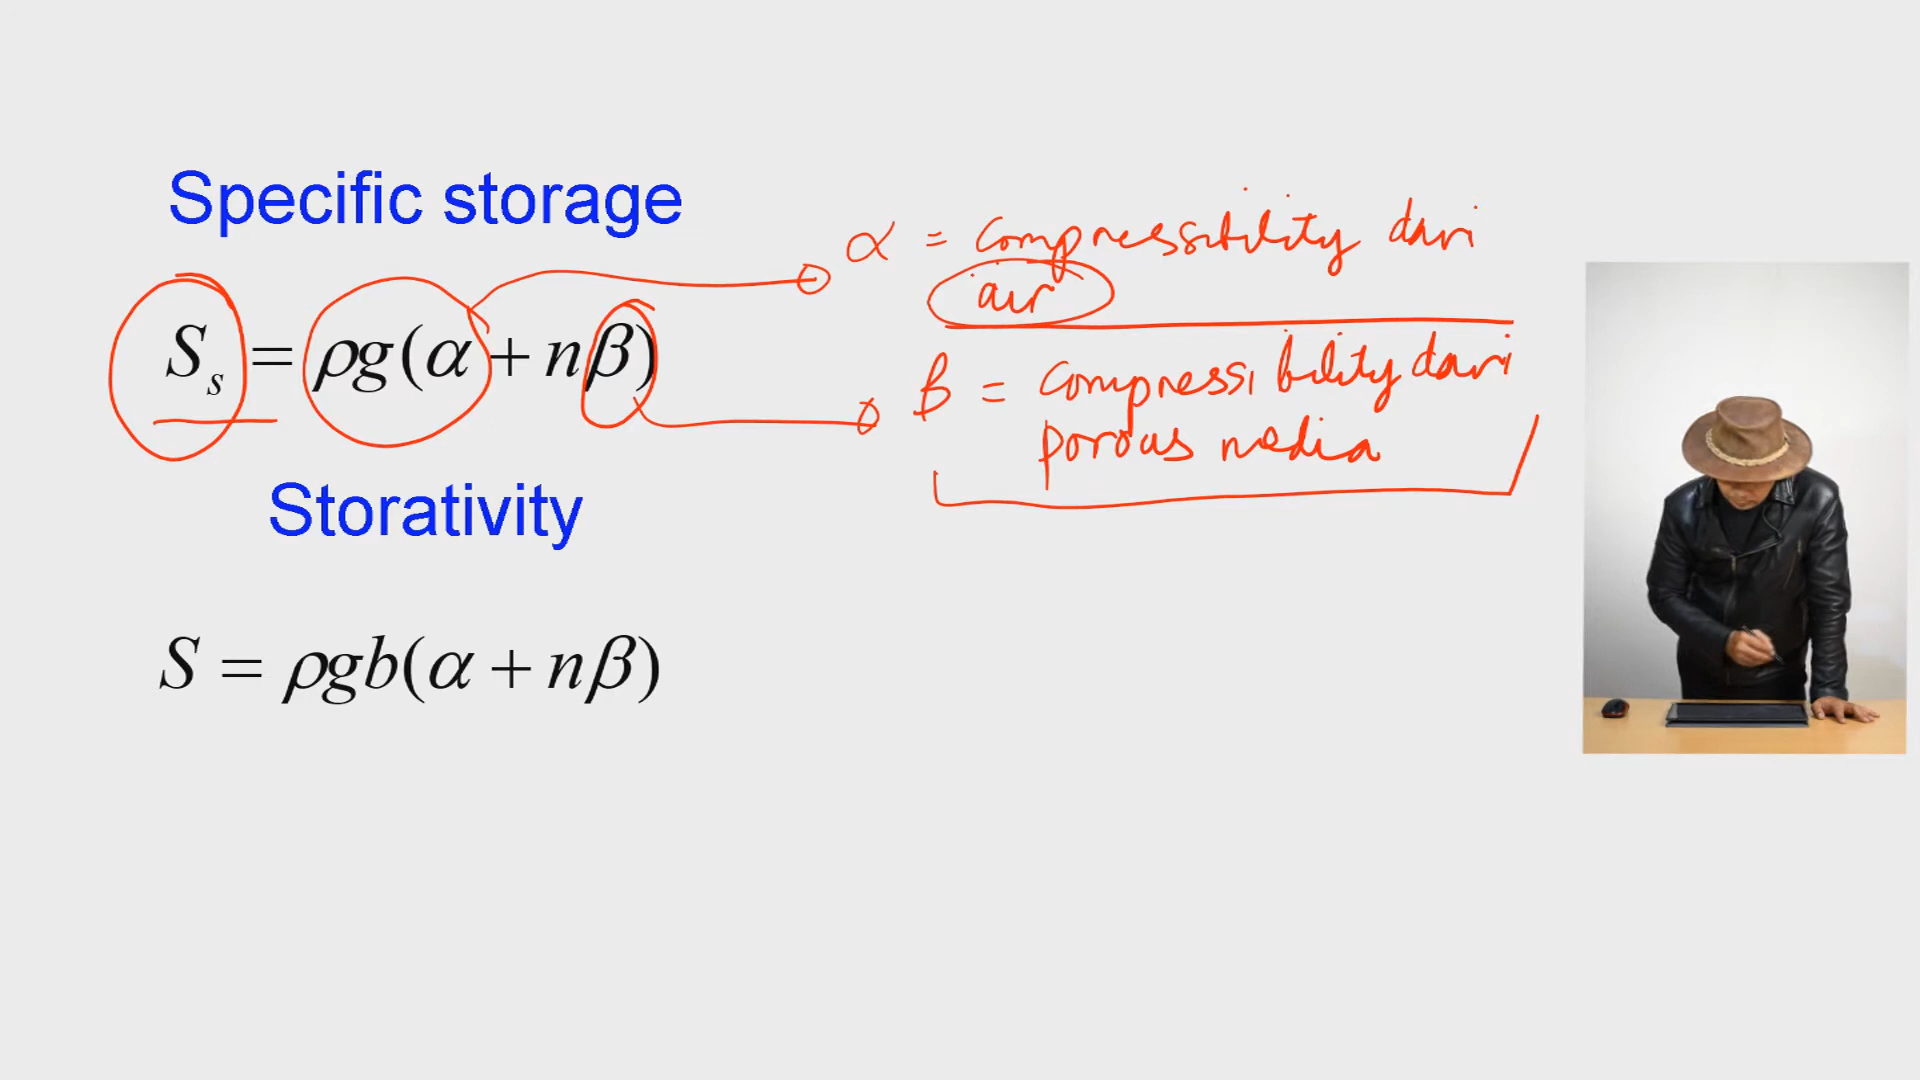 Specific storage
S_s = ρg(α + nβ)
α = compressibility dari
air
β = compressibility dari
porous media
Storativity
S = ρgb(α + nβ)